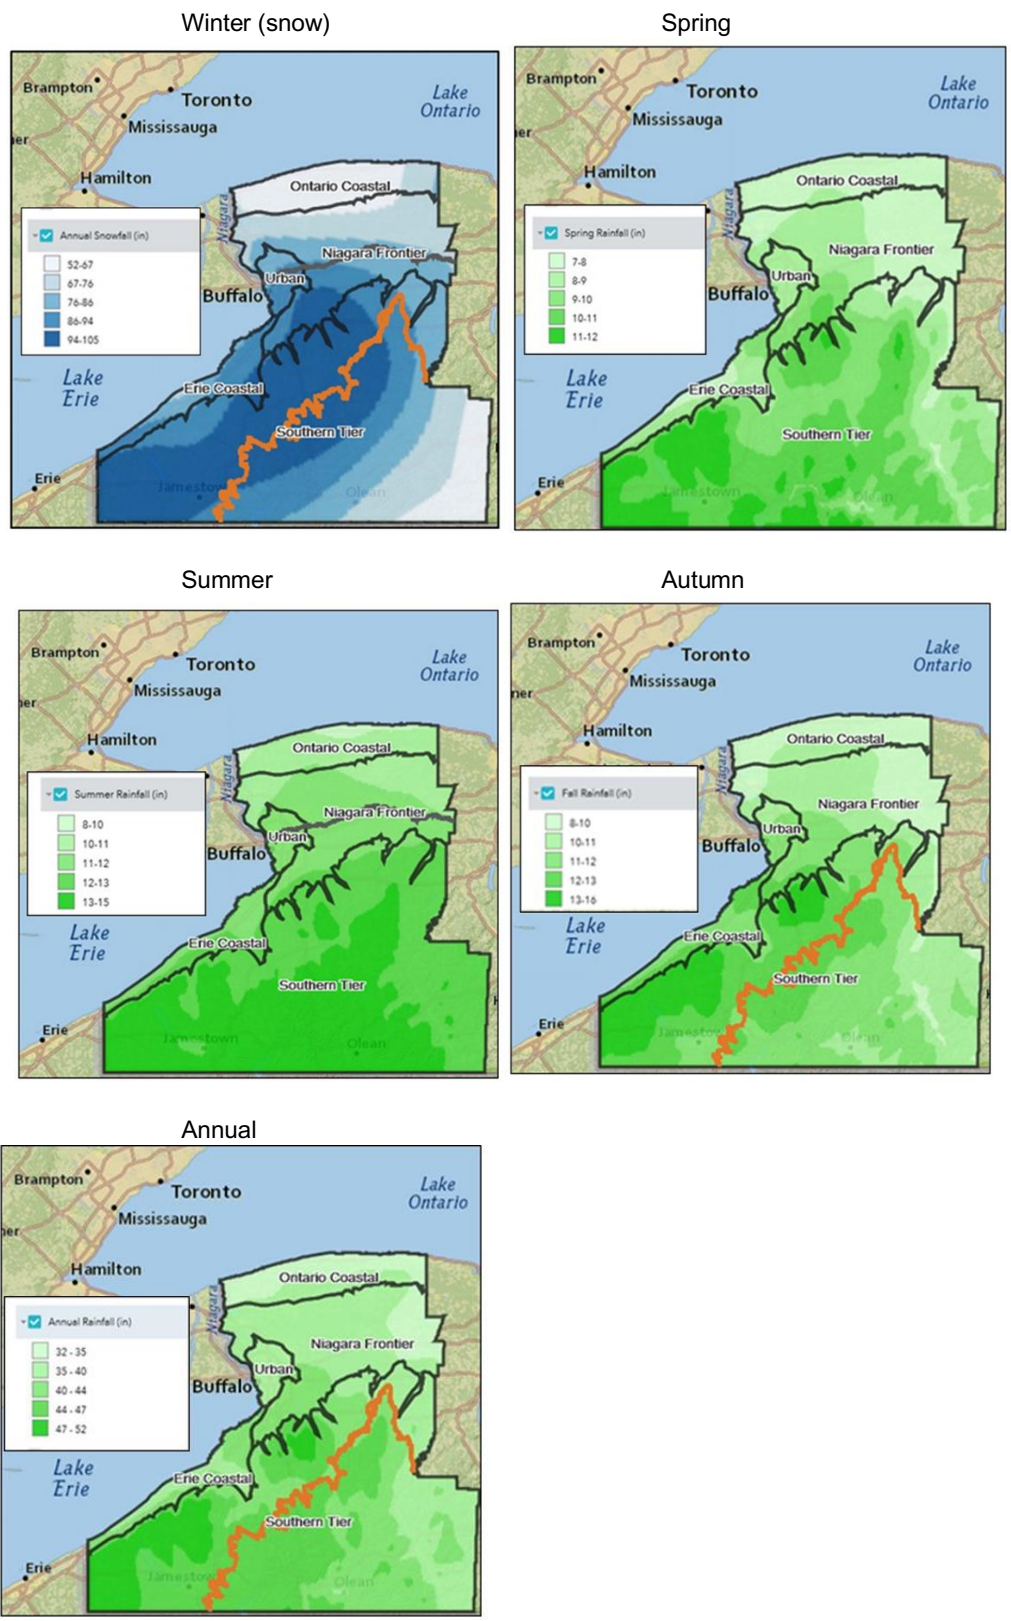 Winter (snow)
Spring
Brampton
Toronto
Mississauga
Lake
Ontario
Hamilton
Ontario Coastal
Niagara
Annual Snowfall (in)
52-67
67-76
76-86
86-94
94-105
Niagara Frontier
Urban
Buffalo
Lake
Erie
Erie Coastal
Southern Tier
Jamestown
Olean
Erie
Brampton
Toronto
Mississauga
Lake
Ontario
er
Hamilton
Ontario Coastal
Niagara
Spring Rainfall (in)
7-8
8-9
9-10
10-11
11-12
Niagara Frontier
Urban
Buffalo
Lake
Erie
Erie Coastal
Southern Tier
Jamestown
Olean
Erie
Summer
Autumn
Brampton
Toronto
Mississauga
Lake
Ontario
ner
Hamilton
Ontario Coastal
Niagara
Summer Rainfall (in)
8-10
10-11
11-12
12-13
13-15
Niagara Frontier
Urban
Buffalo
Lake
Erie
Erie Coastal
Southern Tier
Jamestown
Olean
Erie
Brampton
Toronto
Mississauga
Lake
Ontario
ner
Hamilton
Ontario Coastal
Niagara
Fall Rainfall (in)
8-10
10-11
11-12
12-13
13-16
Niagara Frontier
Urban
Buffalo
Lake
Erie
Erie Coastal
Southern Tier
Jamestow
Olean
Erie
Annual
Brampton
Toronto
Mississauga
Lake
Ontario
ner
Hamilton
Ontario Coastal
Niagara
Annual Rainfall (in)
32 - 35
35 - 40
40 - 44
44 - 47
47 - 52
Niagara Frontier
Urban
Buffalo
Lake
Erie
Erie Coastal
Southern Tier
Jamestow
Olean
Erie